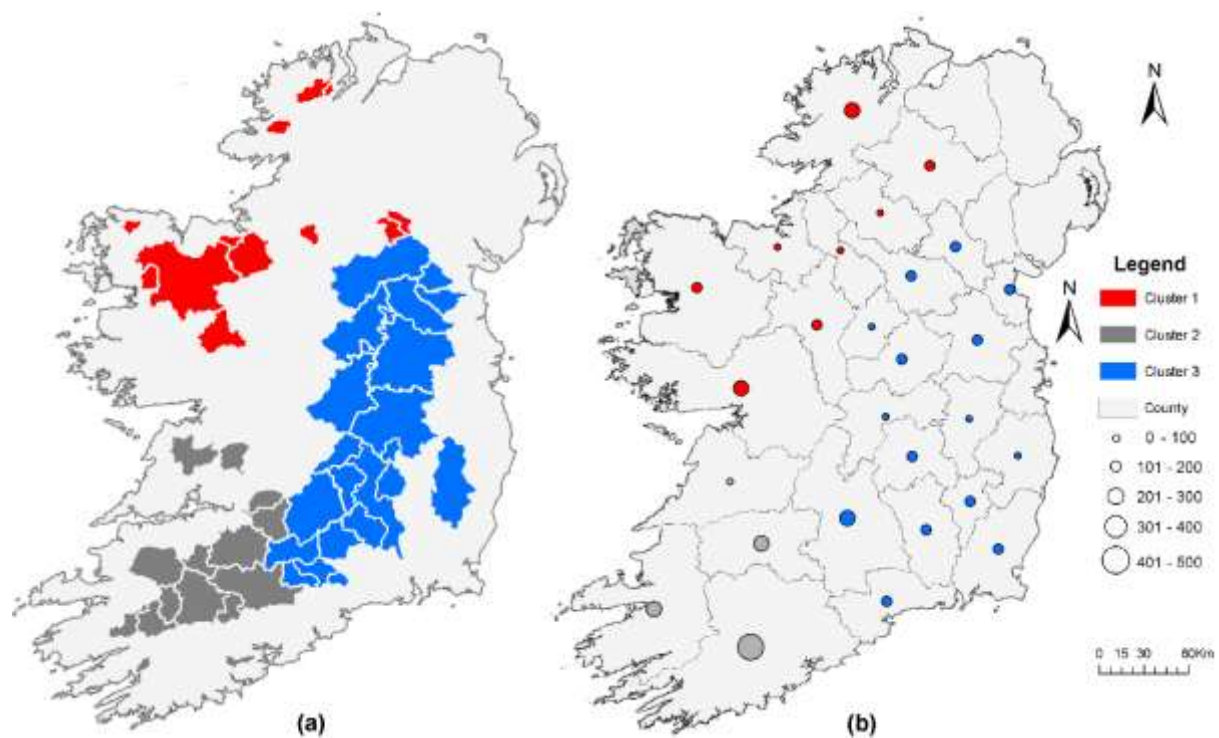 N
N
Legend
Cluster 1
Cluster 2
Cluster 3
County
0 - 100
101 - 200
201 - 300
301 - 400
401 - 500
0 15 30 60Km
(a)
(b)